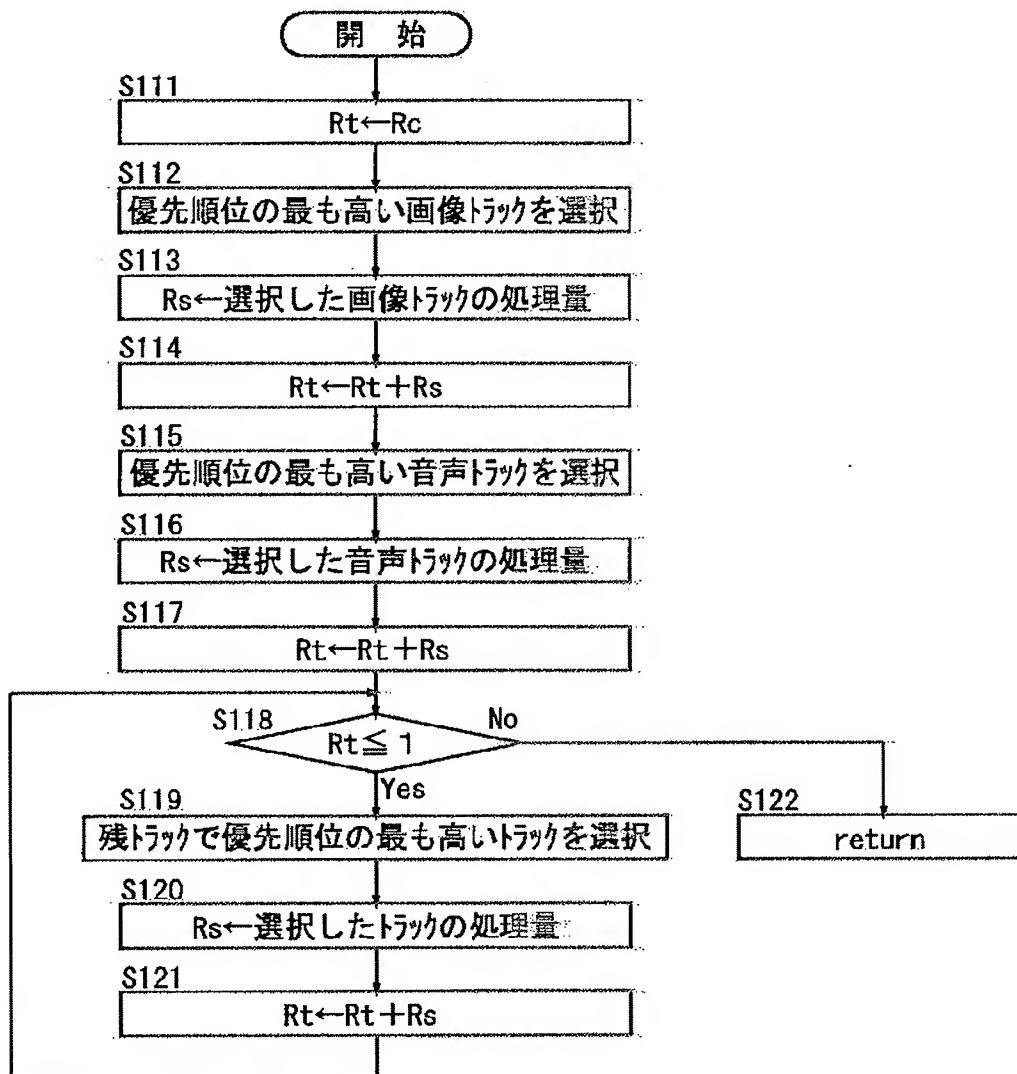 開 始
S111
Rt←Rc
S112
優先順位の最も高い画像ﾄﾗｯｸを選択
S113
Rs←選択した画像ﾄﾗｯｸの処理量
S114
Rt←Rt＋Rs
S115
優先順位の最も高い音声ﾄﾗｯｸを選択
S116
Rs←選択した音声ﾄﾗｯｸの処理量
S117
Rt←Rt＋Rs
S118
Rt≦1
No
Yes
S119
残ﾄﾗｯｸで優先順位の最も高いﾄﾗｯｸを選択
S122
return
S120
Rs←選択したﾄﾗｯｸの処理量
S121
Rt←Rt＋Rs